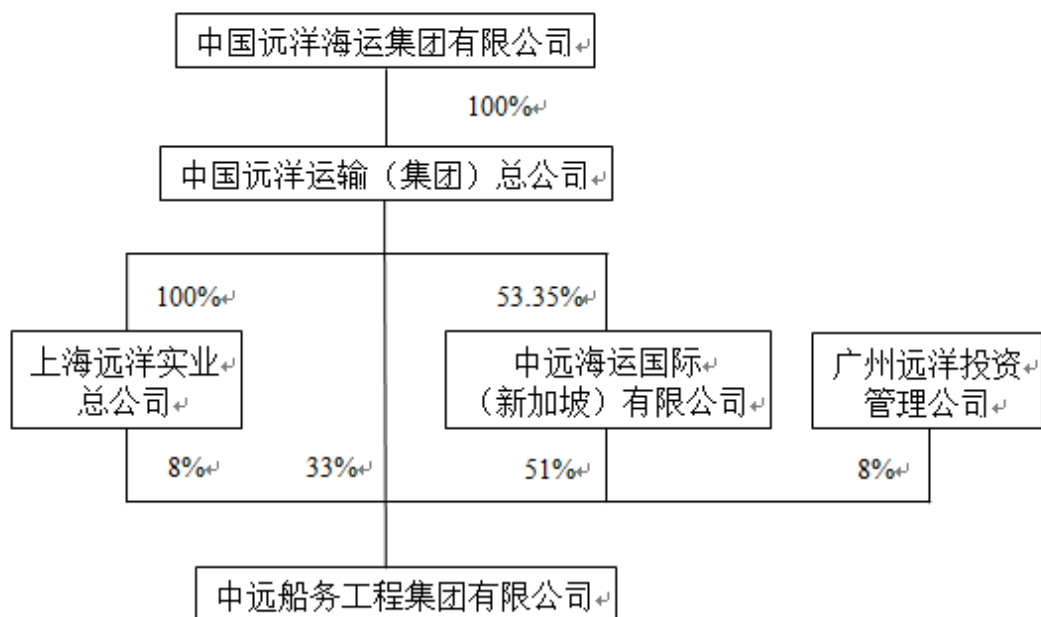 中国远洋海运集团有限公司↵
100%↵
中国远洋运输（集团）总公司↵
100%↵
53.35%↵
上海远洋实业↵
总公司↵
中远海运国际↵
（新加坡）有限公司↵
广州远洋投资↵
管理公司↵
8%↵
33%↵
51%↵
8%↵
中远船务工程集团有限公司↵